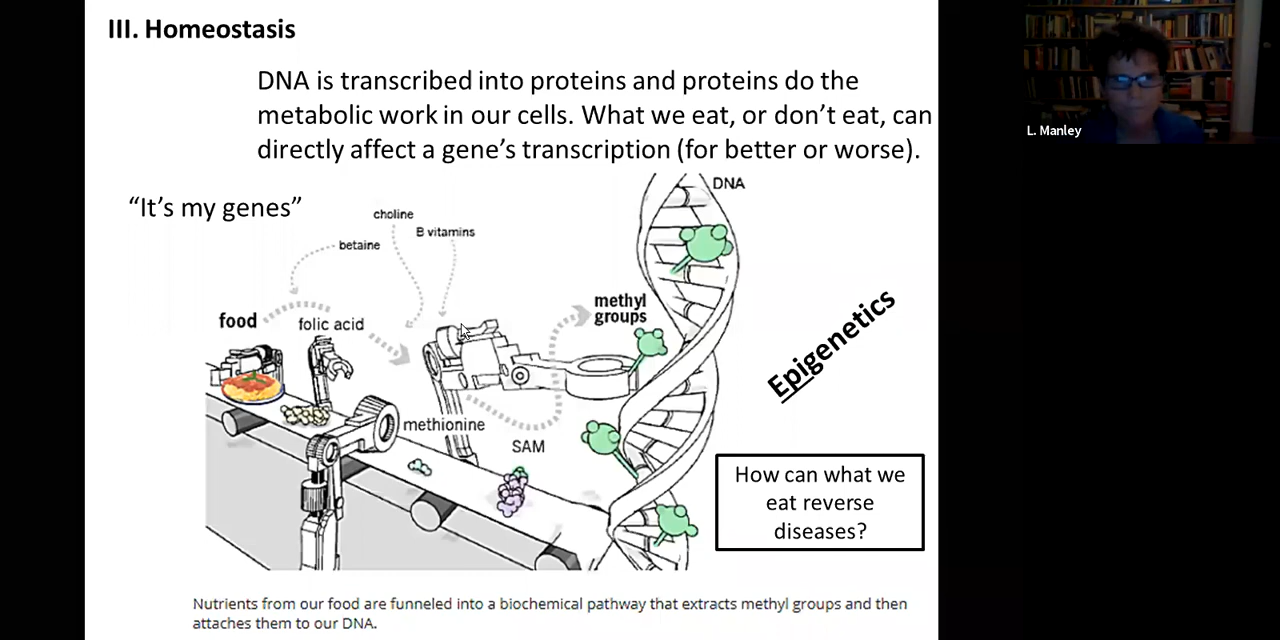 III. Homeostasis
DNA is transcribed into proteins and proteins do the
metabolic work in our cells. What we eat, or don’t eat, can
directly affect a gene’s transcription (for better or worse).
“It’s my genes”
DNA
choline
B vitamins
betaine
methyl
groups
food
folic acid
methionine
SAM
Epigenetics
How can what we
eat reverse
diseases?
Nutrients from our food are funneled into a biochemical pathway that extracts methyl groups and then
attaches them to our DNA.
L. Manley